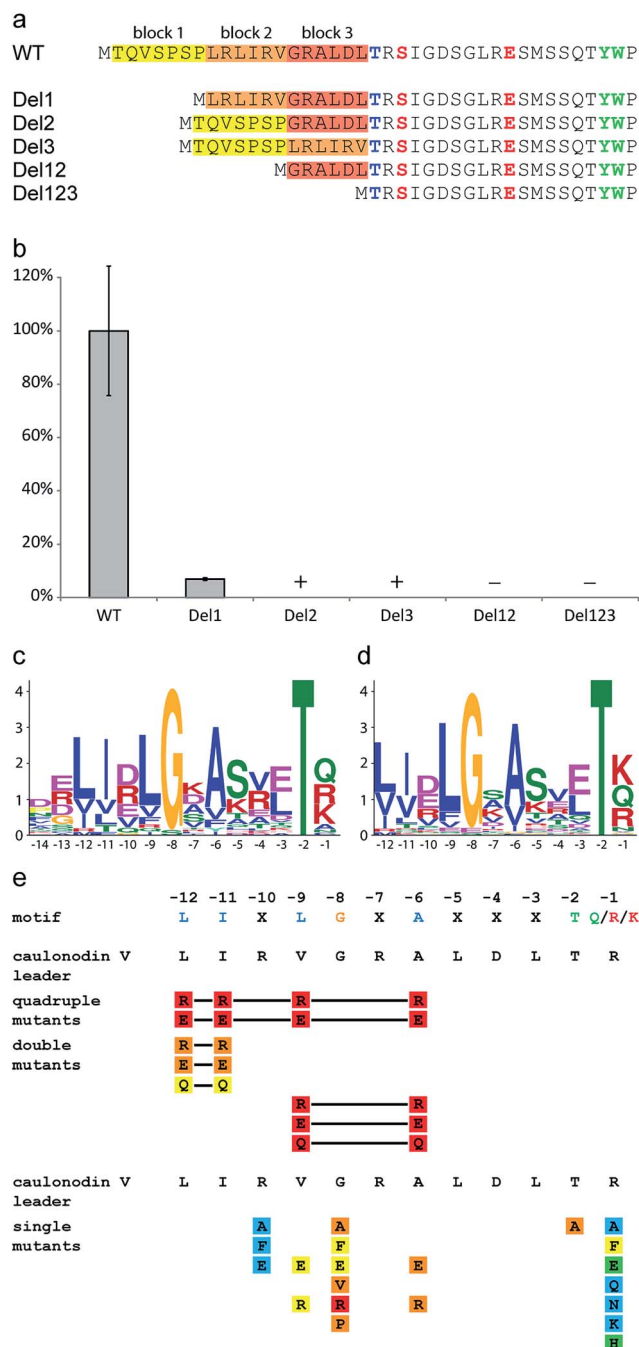 a
block 1 block 2 block 3
WT MTQVSPSPLRLIRVGRALDLTRSIGDSGLRESMSSQTYWP
Del1 MLRLIRVGRALDLTRSIGDSGLRESMSSQTYWP
Del2 MTQVSPSPGRALDLTRSIGDSGLRESMSSQTYWP
Del3 MTQVSPSPLRLIRVTRSIGDSGLRESMSSQTYWP
Del12 MGRALDLTRSIGDSGLRESMSSQTYWP
Del123 MTRSIGDSGLRESMSSQTYWP
b
120%
100%
80%
60%
40%
20%
0%
+ + – –
WT Del1 Del2 Del3 Del12 Del123
c d
4
3
2
1
0
D E L I D L G K A S V E T Q
-14 -13 -12 -11 -10 -9 -8 -7 -6 -5 -4 -3 -2 -1
4
3
2
1
0
L I D L G A S E T K
-12 -11 -10 -9 -8 -7 -6 -5 -4 -3 -2 -1
e
-12 -11 -10 -9 -8 -7 -6 -5 -4 -3 -2 -1
motif L I X L G X A X X X T Q/R/K
caulonodin V L I R V G R A L D L T R
leader
quadruple R R R R
mutants E E E E
double R R
mutants E E
Q Q
R R
E E
Q Q
caulonodin V L I R V G R A L D L T R
leader
single A A A A
mutants F F F
E E E E E
V Q
R R R N
P K
H